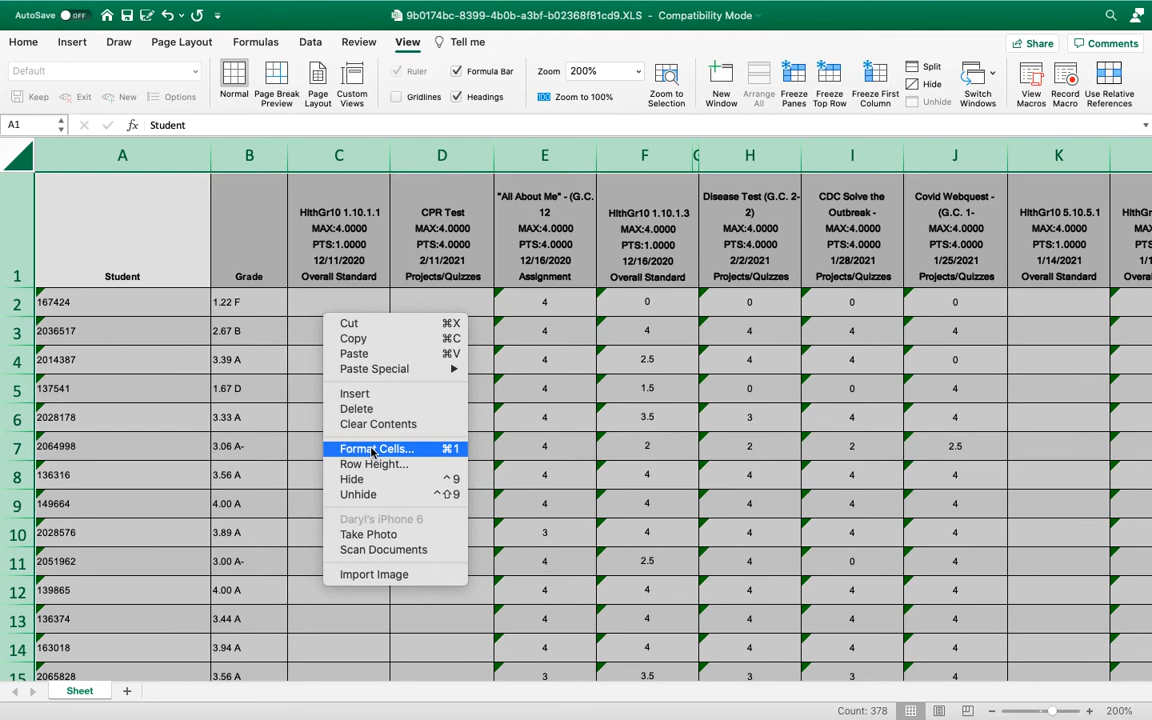 AutoSave OFF 9b0174bc-8399-4b0b-a3bf-b02368f81cd9.XLS - Compatibility Mode
Home Insert Draw Page Layout Formulas Data Review View Tell me Share Comments
Default Ruler Formula Bar Zoom 200% Split
Keep Exit New Options Gridlines Headings Zoom to 100% Hide Unhide
Normal Page Break Preview Page Layout Custom Views Zoom to Selection New Window Arrange All Freeze Panes Freeze Top Row Freeze First Column Switch Windows View Macros Record Macro Use Relative References
A1 fx Student
A B C D E F G H I J K
1 Student Grade
HlthGr10 1.10.1.1
MAX:4.0000
PTS:1.0000
12/11/2020
Overall Standard
CPR Test
MAX:4.0000
PTS:4.0000
2/11/2021
Projects/Quizzes
"All About Me" - (G.C.
12
MAX:4.0000
PTS:4.0000
12/16/2020
Assignment
HlthGr10 1.10.1.3
MAX:4.0000
PTS:1.0000
12/16/2020
Overall Standard
Disease Test (G.C. 2-
2)
MAX:4.0000
PTS:4.0000
2/2/2021
Projects/Quizzes
CDC Solve the
Outbreak -
MAX:4.0000
PTS:4.0000
1/28/2021
Projects/Quizzes
Covid Webquest -
(G.C. 1-
MAX:4.0000
PTS:4.0000
1/25/2021
Projects/Quizzes
HlthGr10 5.10.5.1
MAX:4.0000
PTS:1.0000
1/14/2021
Overall Standard
2 167424 1.22 F 4 0 0 0 0
3 2036517 2.67 B 4 4 4 4 4
4 2014387 3.39 A 4 2.5 4 4 0
5 137541 1.67 D 4 1.5 0 0 4
6 2028178 3.33 A 4 3.5 3 4 4
7 2064998 3.06 A- 4 2 2 2 2.5
8 136316 3.56 A 4 4 4 4 4
9 149664 4.00 A 4 4 4 4 4
10 2028576 3.89 A 3 4 4 4 4
11 2051962 3.00 A- 4 2.5 4 0 4
12 139865 4.00 A 4 4 4 4 4
13 136374 3.44 A 4 4 4 4 4
14 163018 3.94 A 4 4 4 4 4
15 2065828 3.56 A 3 3.5 3 3 4
Cut ⌘X
Copy ⌘C
Paste ⌘V
Paste Special
Insert
Delete
Clear Contents
Format Cells... ⌘1
Row Height...
Hide ^9
Unhide ^⇧9
Daryl's iPhone 6
Take Photo
Scan Documents
Import Image
Sheet
Count: 378 200%